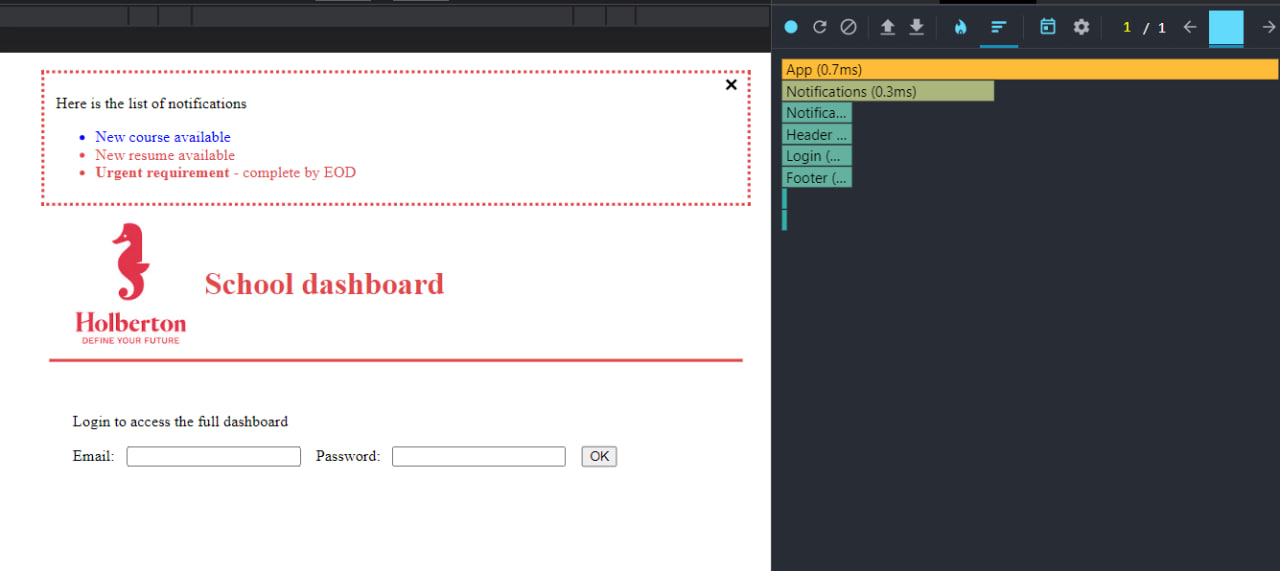 Here is the list of notifications
New course available
New resume available
Urgent requirement - complete by EOD
Holberton
DEFINE YOUR FUTURE
School dashboard
Login to access the full dashboard
Email: Password: OK
1 / 1
App (0.7ms)
Notifications (0.3ms)
Notifica...
Header ...
Login (...
Footer (...